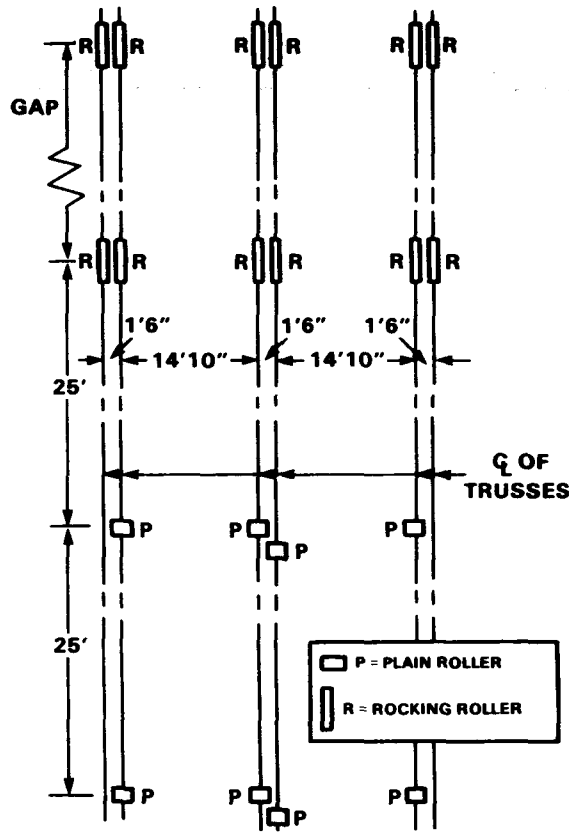 R R R R R R
GAP
R R R R R R
1'6" 1'6" 1'6"
14'10" 14'10"
25'
℄ OF
TRUSSES
P P P
P
25'
P = PLAIN ROLLER
R = ROCKING ROLLER
P P P
P